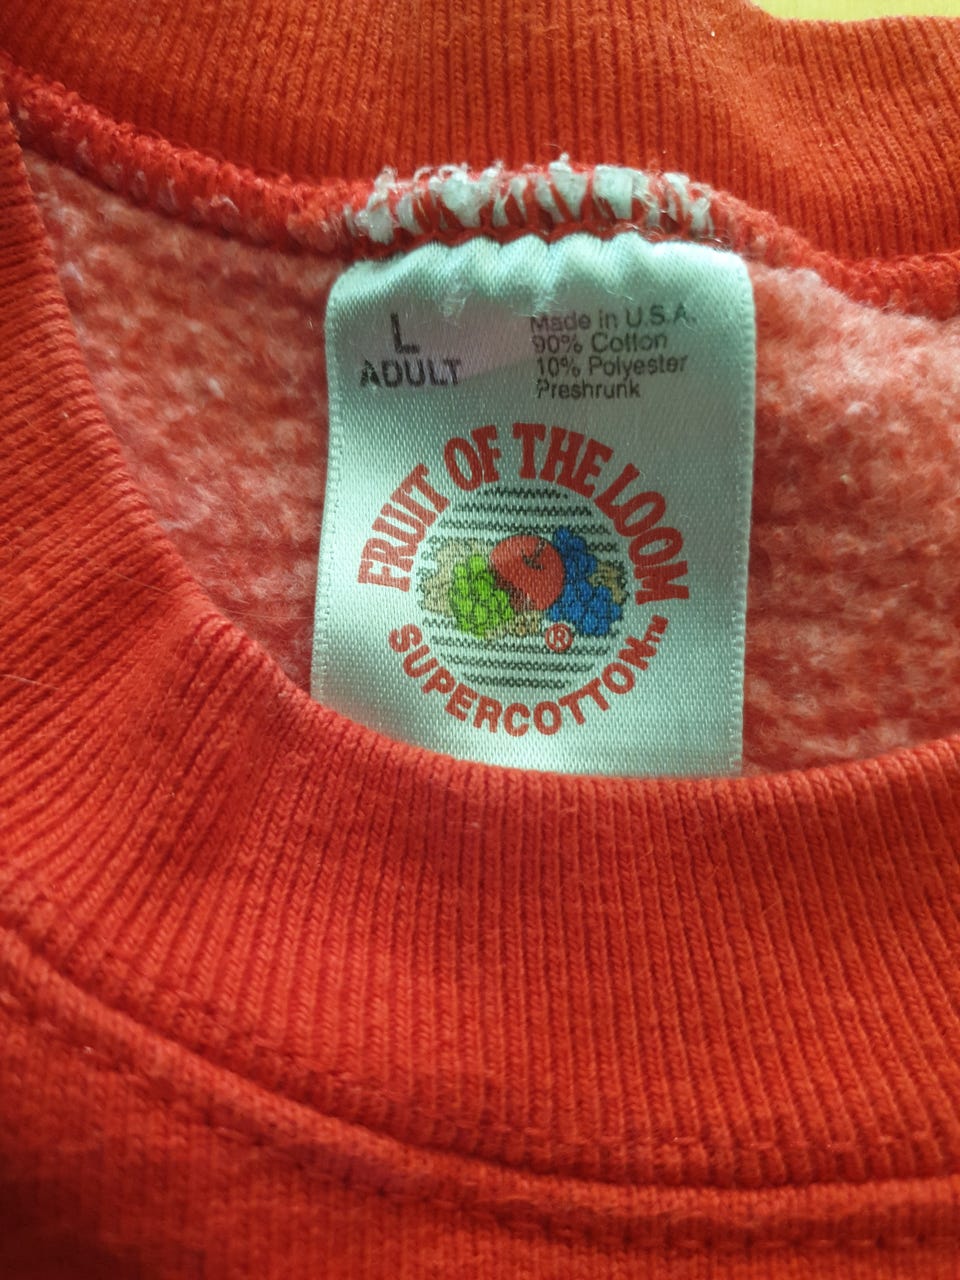 L
ADULT
Made in U.S.A.
90% Cotton
10% Polyester
Preshrunk
FRUIT OF THE LOOM
®
SUPERCOTTON™